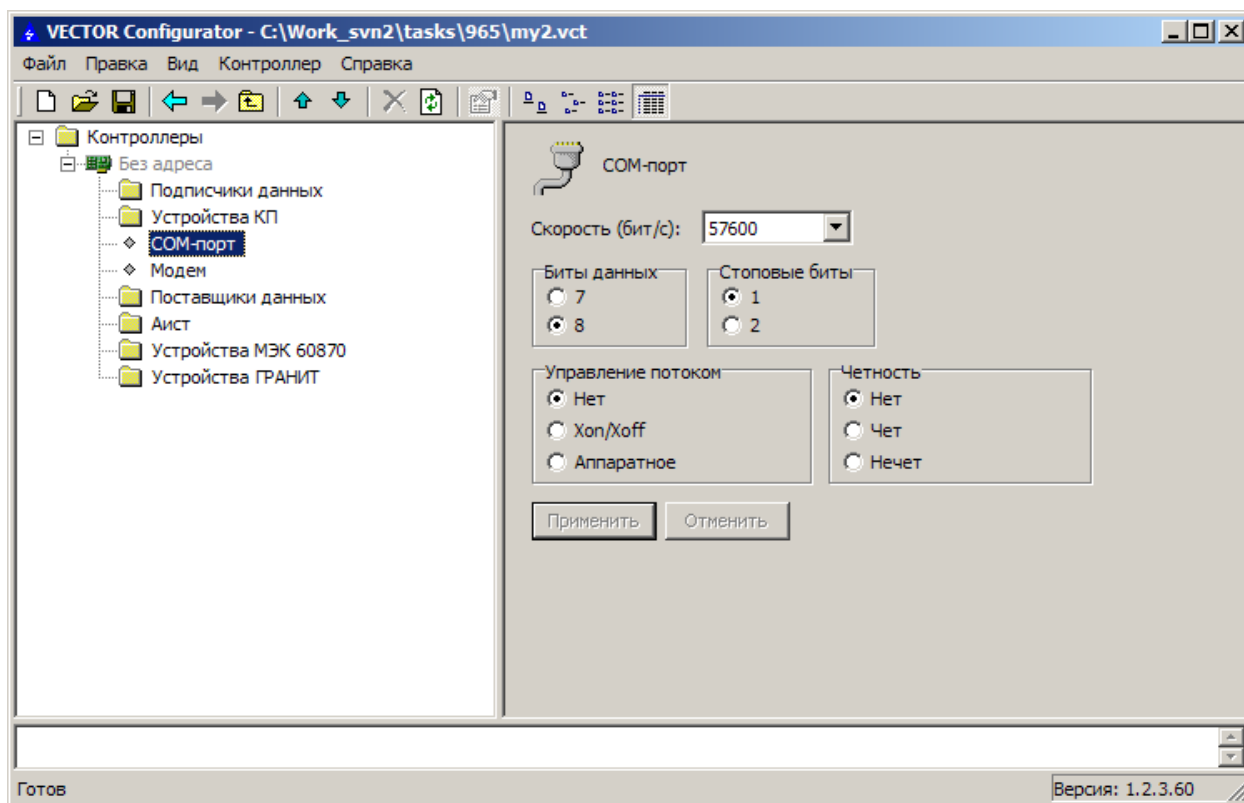 VECTOR Configurator - C:\Work_svn2\tasks\965\my2.vct
Файл Правка Вид Контроллер Справка
Контроллеры
Без адреса
Подписчики данных
Устройства КП
COM-порт
Модем
Поставщики данных
Аист
Устройства МЭК 60870
Устройства ГРАНИТ
COM-порт
Скорость (бит/с): 57600
Биты данных
7
8
Стоповые биты
1
2
Управление потоком
Нет
Xon/Xoff
Аппаратное
Четность
Нет
Чет
Нечет
Применить Отменить
Готов
Версия: 1.2.3.60